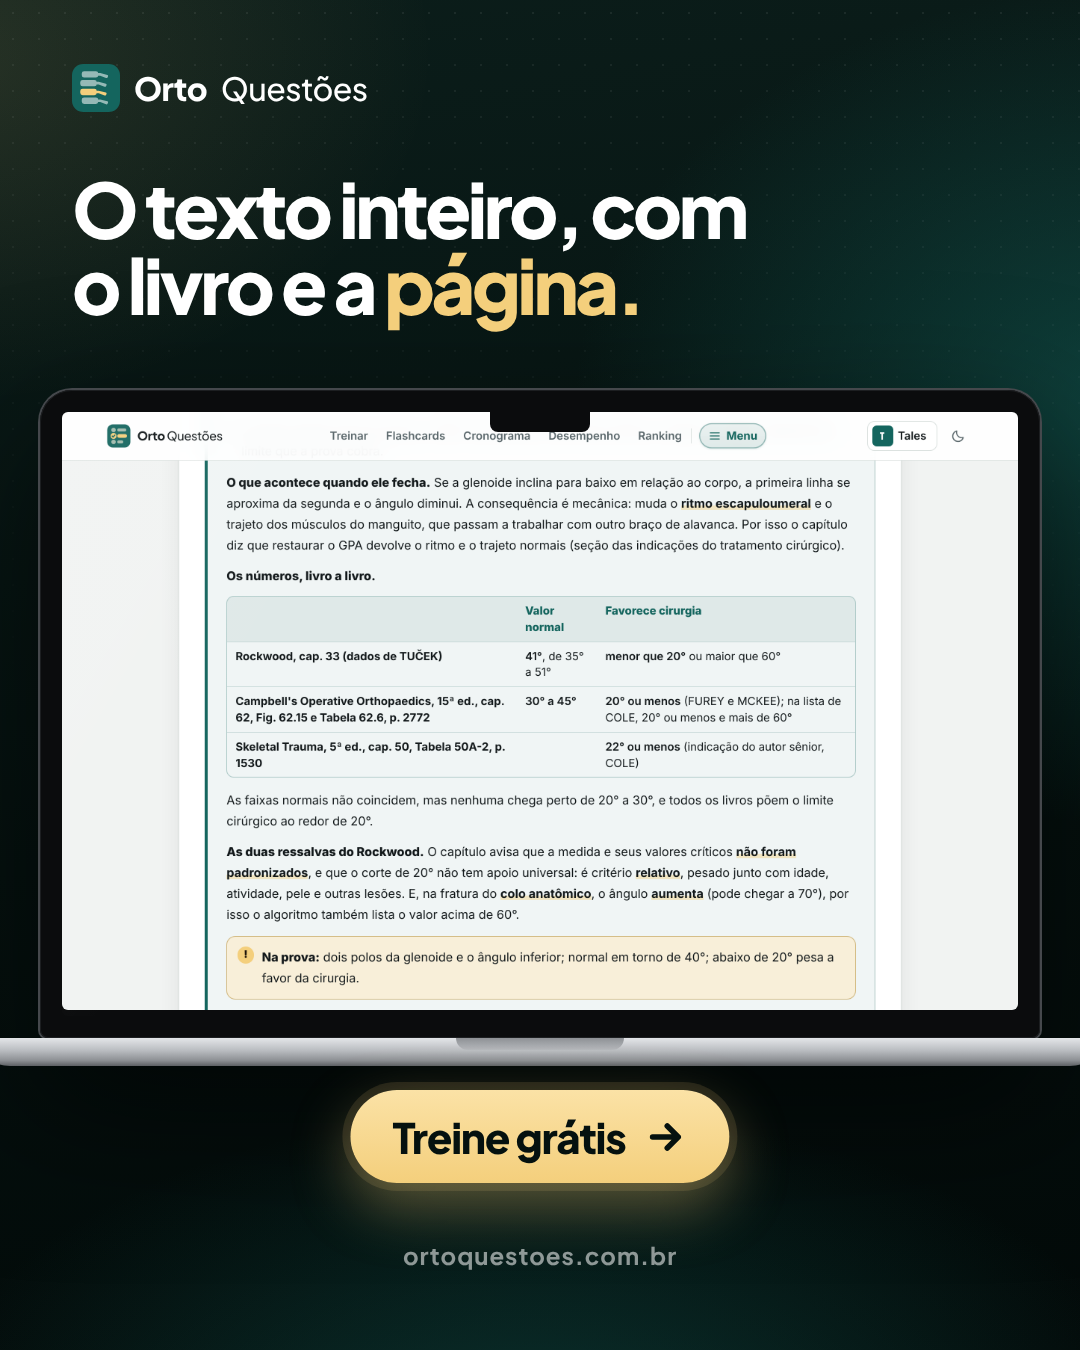 Orto Questões
O texto inteiro, com
o livro e a página.
Orto Questões
Treinar
Flashcards
Cronograma
Desempenho
Ranking
Menu
T
Tales
O que acontece quando ele fecha. Se a glenoide inclina para baixo em relação ao corpo, a primeira linha se
aproxima da segunda e o ângulo diminui. A consequência é mecânica: muda o ritmo escapuloumeral e o
trajeto dos músculos do manguito, que passam a trabalhar com outro braço de alavanca. Por isso o capítulo
diz que restaurar o GPA devolve o ritmo e o trajeto normais (seção das indicações do tratamento cirúrgico).
Os números, livro a livro.
Valor
normal
Favorece cirurgia
Rockwood, cap. 33 (dados de TUČEK)
41°, de 35°
a 51°
menor que 20° ou maior que 60°
Campbell's Operative Orthopaedics, 15ª ed., cap.
62, Fig. 62.15 e Tabela 62.6, p. 2772
30° a 45°
20° ou menos (FUREY e MCKEE); na lista de
COLE, 20° ou menos e mais de 60°
Skeletal Trauma, 5ª ed., cap. 50, Tabela 50A-2, p.
1530
22° ou menos (indicação do autor sênior,
COLE)
As faixas normais não coincidem, mas nenhuma chega perto de 20° a 30°, e todos os livros põem o limite
cirúrgico ao redor de 20°.
As duas ressalvas do Rockwood. O capítulo avisa que a medida e seus valores críticos não foram
padronizados, e que o corte de 20° não tem apoio universal: é critério relativo, pesado junto com idade,
atividade, pele e outras lesões. E, na fratura do colo anatômico, o ângulo aumenta (pode chegar a 70°), por
isso o algoritmo também lista o valor acima de 60°.
! Na prova: dois polos da glenoide e o ângulo inferior; normal em torno de 40°; abaixo de 20° pesa a
favor da cirurgia.
Treine grátis
ortoquestoes.com.br